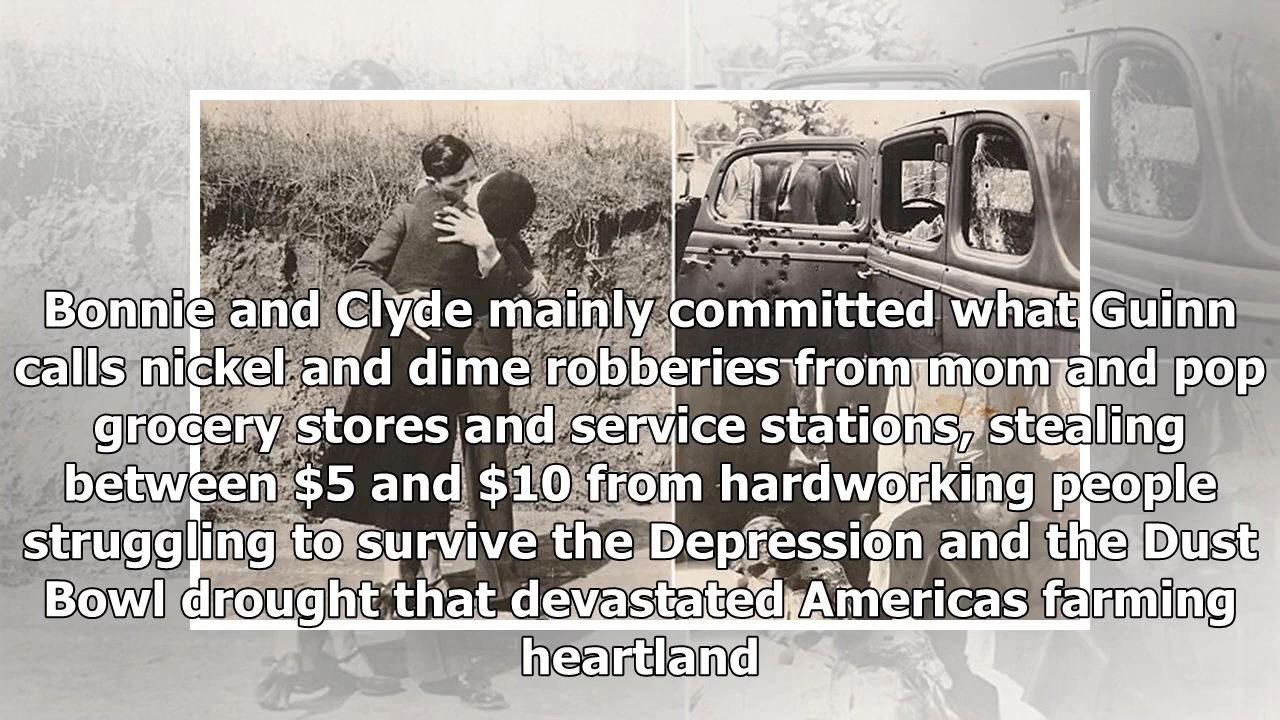 Bonnie and Clyde mainly committed what Guinn
calls nickel and dime robberies from mom and pop
grocery stores and service stations, stealing
between $5 and $10 from hardworking people
struggling to survive the Depression and the Dust
Bowl drought that devastated Americas farming
heartland